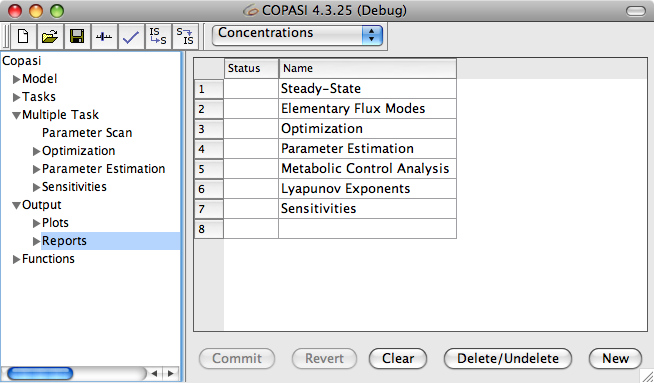 COPASI 4.3.25 (Debug)
IS S
S IS
Concentrations
Copasi
Model
Tasks
Multiple Task
Parameter Scan
Optimization
Parameter Estimation
Sensitivities
Output
Plots
Reports
Functions
Status Name
1 Steady-State
2 Elementary Flux Modes
3 Optimization
4 Parameter Estimation
5 Metabolic Control Analysis
6 Lyapunov Exponents
7 Sensitivities
8
Commit Revert Clear Delete/Undelete New